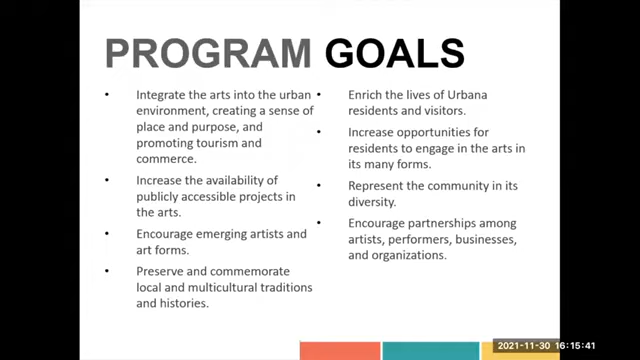 PROGRAM GOALS
• Integrate the arts into the urban
environment, creating a sense of
place and purpose, and
promoting tourism and
commerce.
• Increase the availability of
publicly accessible projects in
the arts.
• Encourage emerging artists and
art forms.
• Preserve and commemorate
local and multicultural traditions
and histories.
• Enrich the lives of Urbana
residents and visitors.
• Increase opportunities for
residents to engage in the arts in
its many forms.
• Represent the community in its
diversity.
• Encourage partnerships among
artists, performers, businesses,
and organizations.
2021-11-30 16:15:41